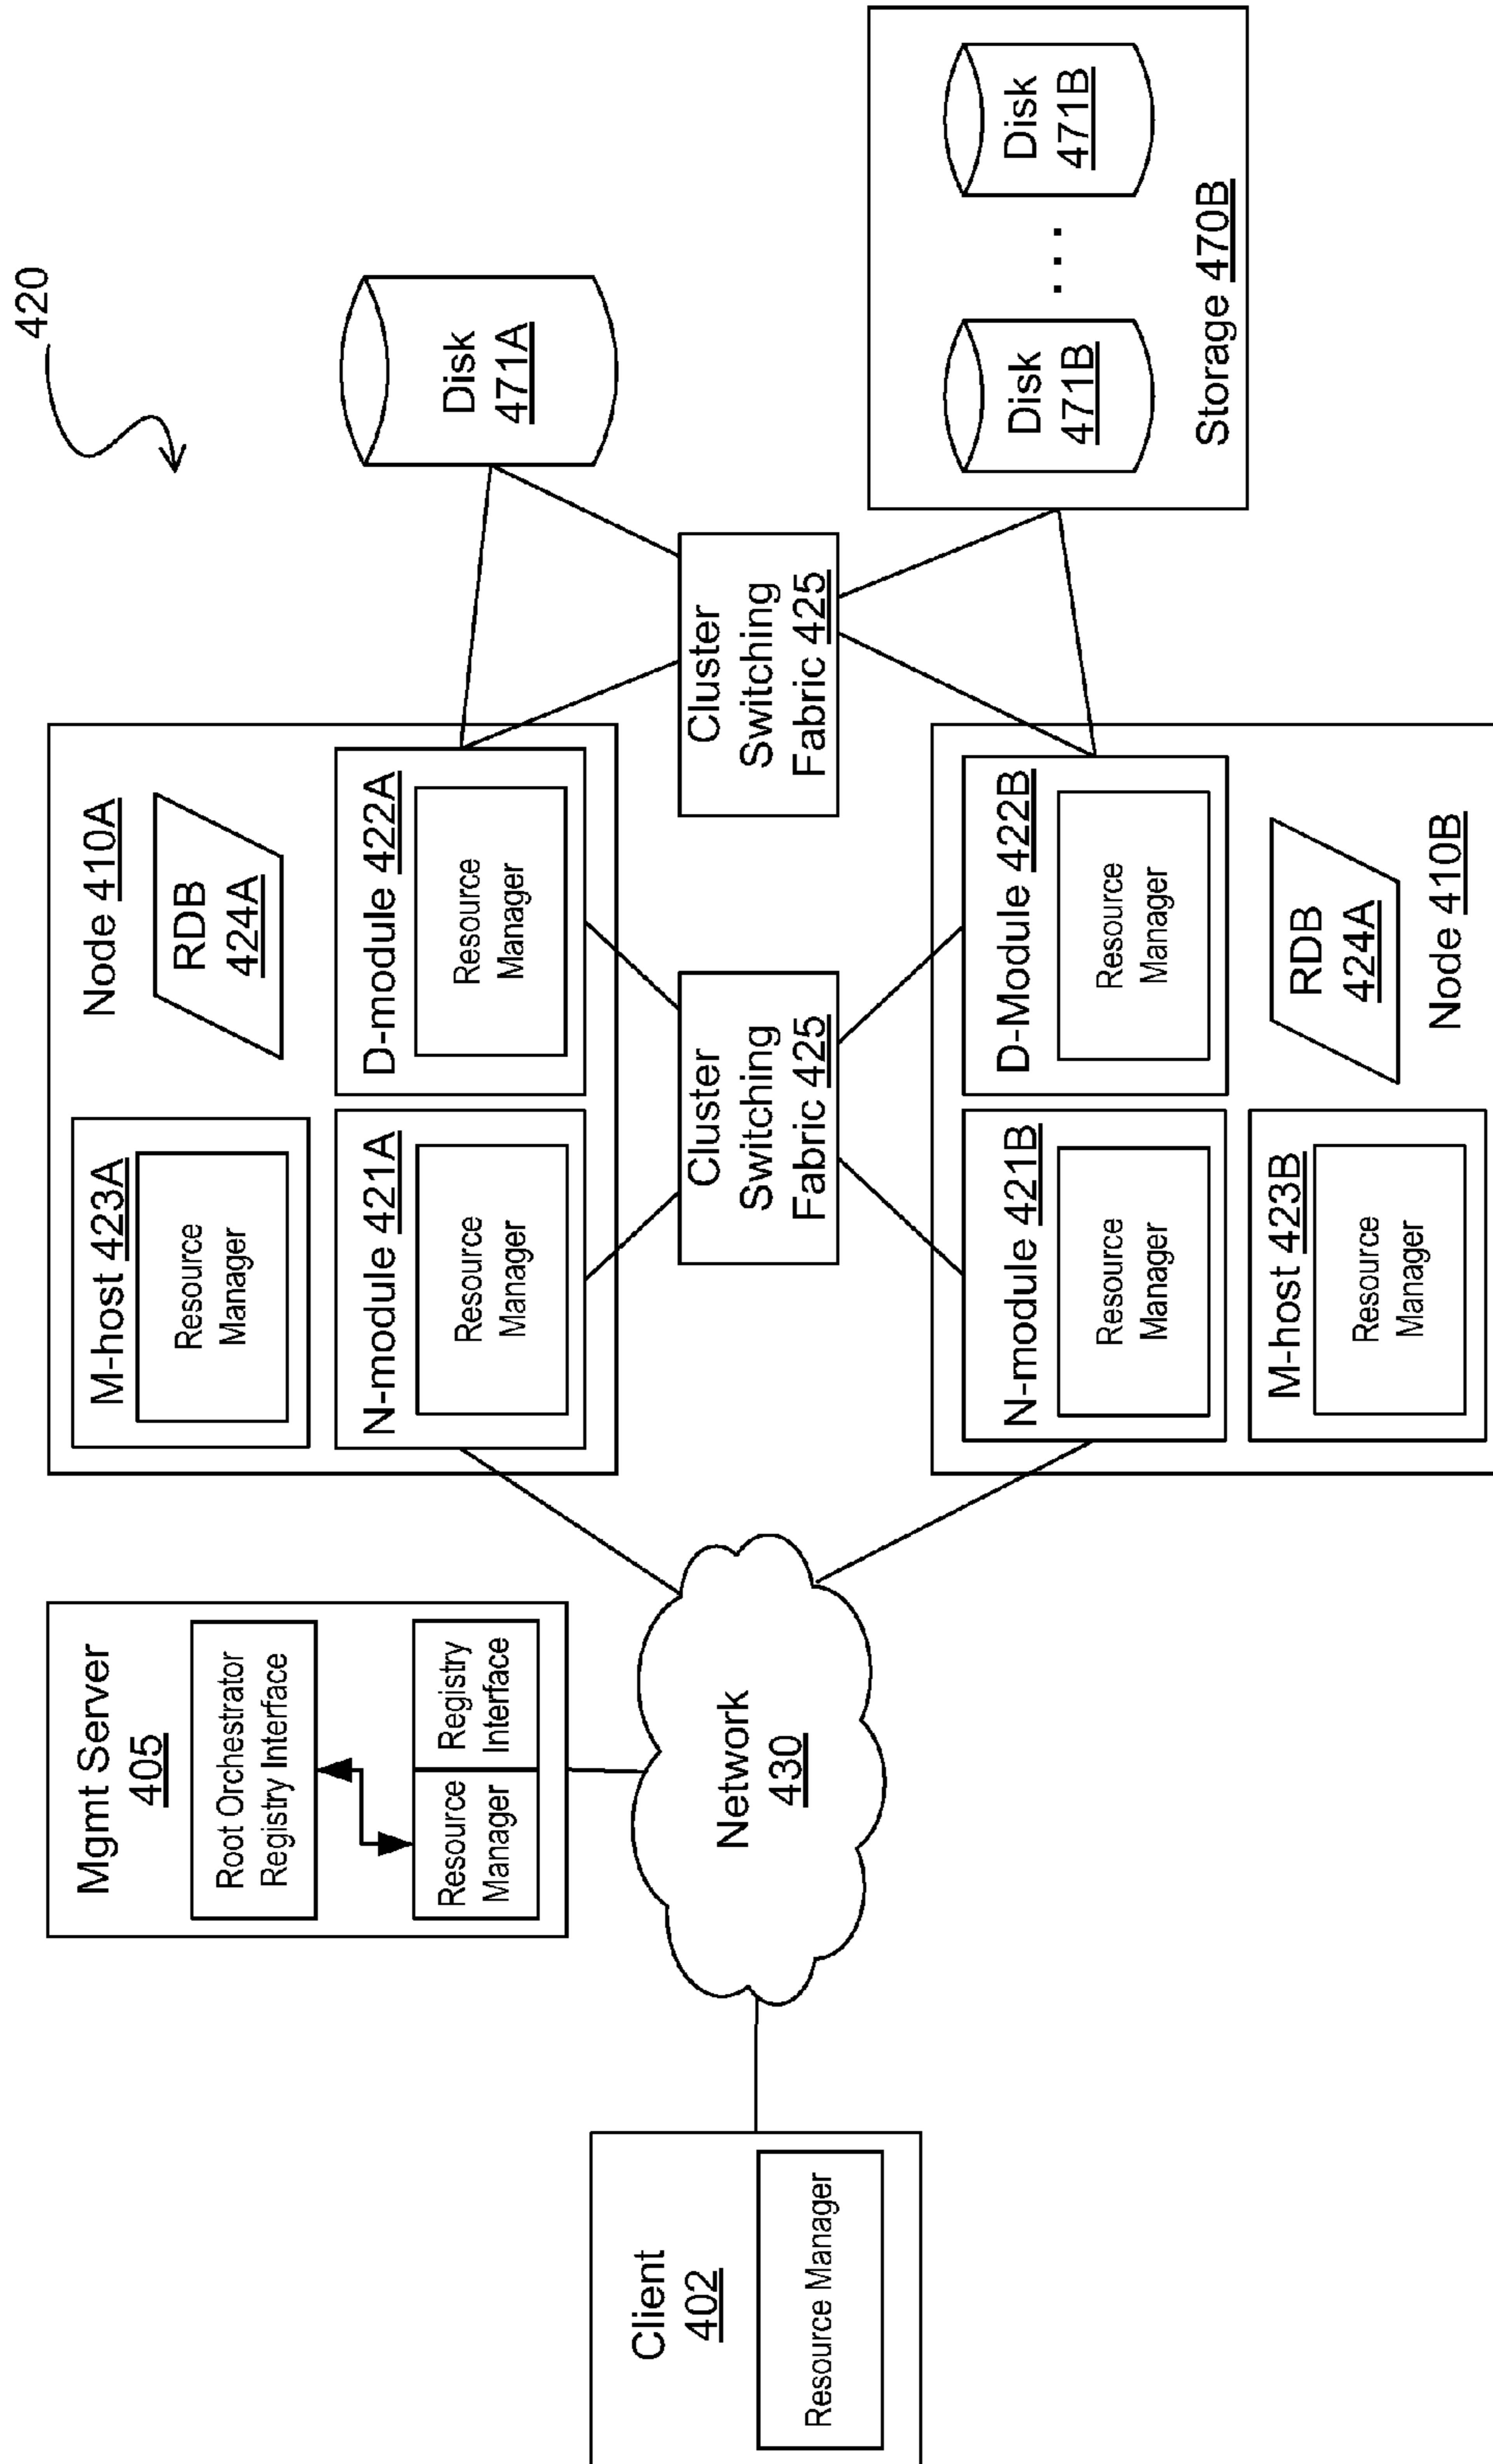 420
Client
402
Resource Manager
Mgmt Server
405
Root Orchestrator
Registry Interface
Resource
Manager
Registry
Interface
Network
430
M-host 423A
Resource
Manager
Node 410A
RDB
424A
N-module 421A
Resource
Manager
D-module 422A
Resource
Manager
Cluster
Switching
Fabric 425
Cluster
Switching
Fabric 425
Disk
471A
N-module 421B
Resource
Manager
D-Module 422B
Resource
Manager
M-host 423B
Resource
Manager
RDB
424A
Node 410B
Disk
471B
. . .
Disk
471B
Storage 470B